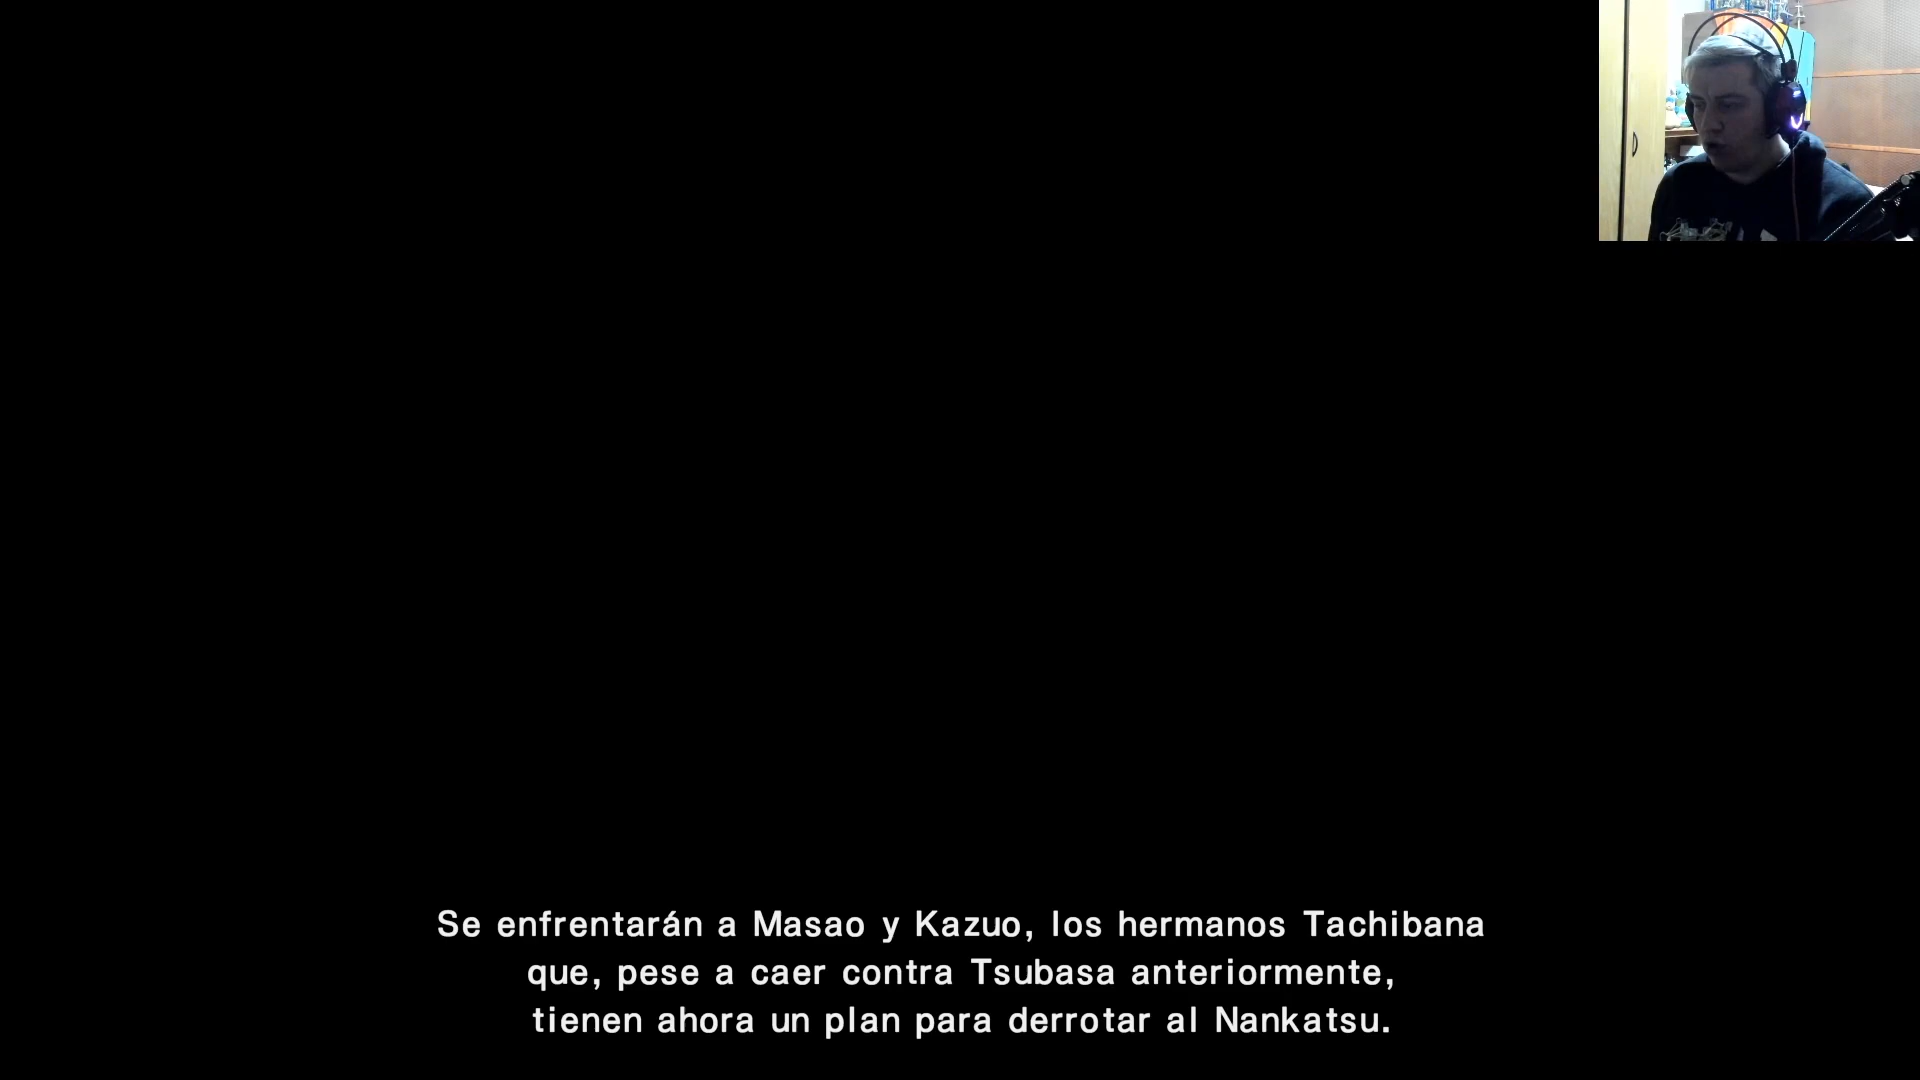 Se enfrentarán a Masao y Kazuo, los hermanos Tachibana
que, pese a caer contra Tsubasa anteriormente,
tienen ahora un plan para derrotar al Nankatsu.